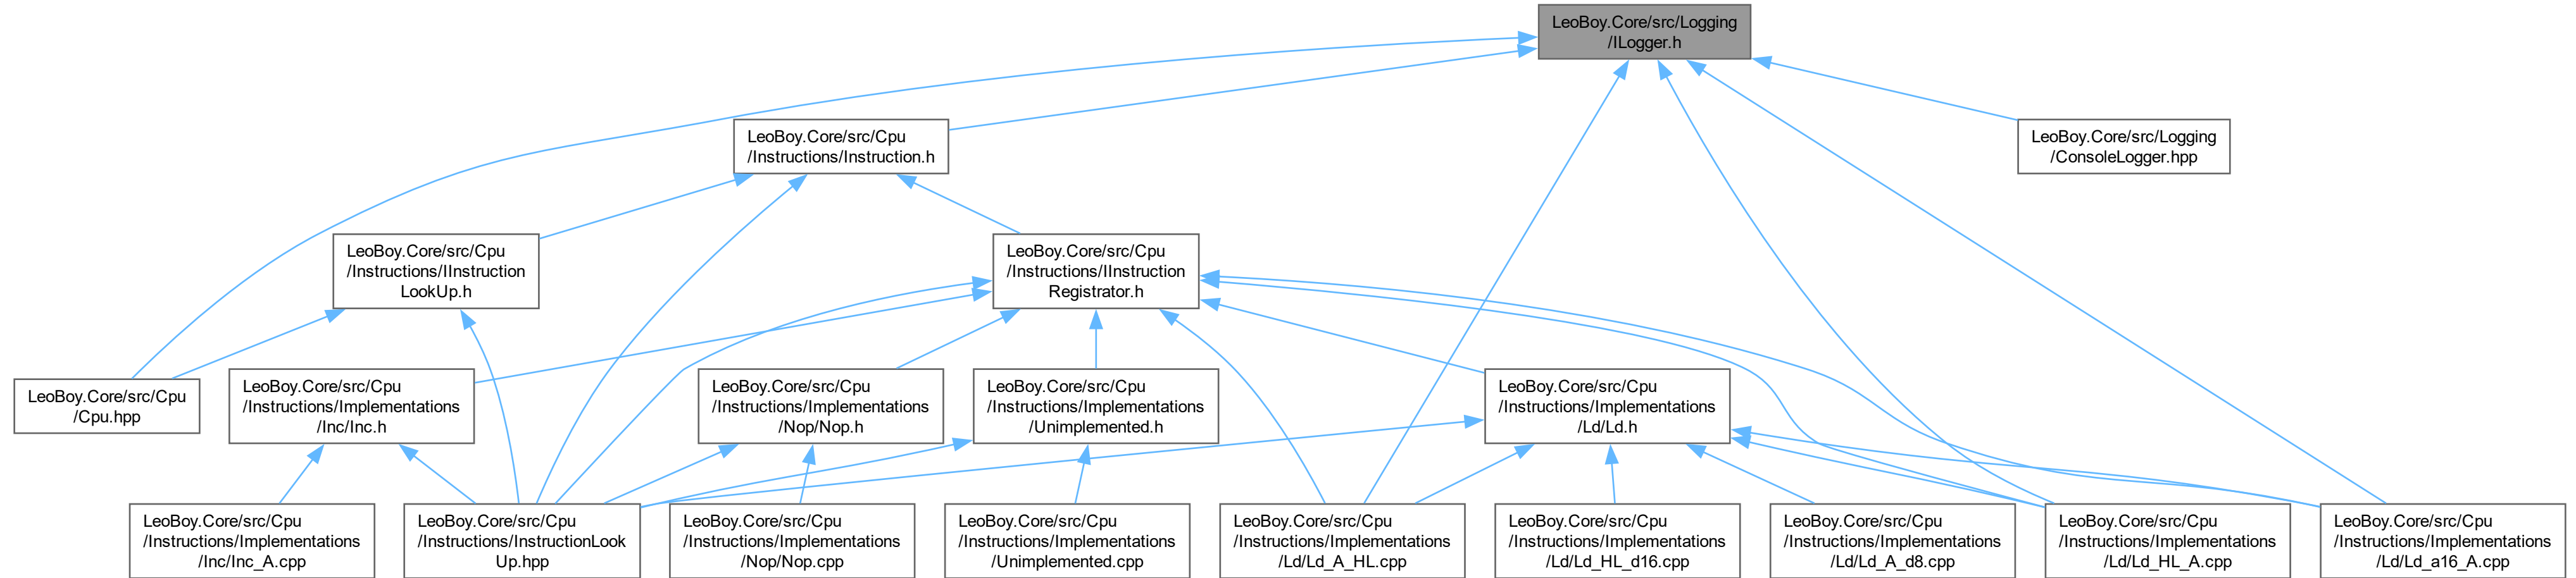 LeoBoy.Core/src/Logging
/ILogger.h
LeoBoy.Core/src/Cpu
/Instructions/Instruction.h
LeoBoy.Core/src/Logging
/ConsoleLogger.hpp
LeoBoy.Core/src/Cpu
/Instructions/IInstruction
LookUp.h
LeoBoy.Core/src/Cpu
/Instructions/IInstruction
Registrator.h
LeoBoy.Core/src/Cpu
/Cpu.hpp
LeoBoy.Core/src/Cpu
/Instructions/Implementations
/Inc/Inc.h
LeoBoy.Core/src/Cpu
/Instructions/Implementations
/Nop/Nop.h
LeoBoy.Core/src/Cpu
/Instructions/Implementations
/Unimplemented.h
LeoBoy.Core/src/Cpu
/Instructions/Implementations
/Ld/Ld.h
LeoBoy.Core/src/Cpu
/Instructions/Implementations
/Inc/Inc_A.cpp
LeoBoy.Core/src/Cpu
/Instructions/InstructionLook
Up.hpp
LeoBoy.Core/src/Cpu
/Instructions/Implementations
/Nop/Nop.cpp
LeoBoy.Core/src/Cpu
/Instructions/Implementations
/Unimplemented.cpp
LeoBoy.Core/src/Cpu
/Instructions/Implementations
/Ld/Ld_A_HL.cpp
LeoBoy.Core/src/Cpu
/Instructions/Implementations
/Ld/Ld_HL_d16.cpp
LeoBoy.Core/src/Cpu
/Instructions/Implementations
/Ld/Ld_A_d8.cpp
LeoBoy.Core/src/Cpu
/Instructions/Implementations
/Ld/Ld_HL_A.cpp
LeoBoy.Core/src/Cpu
/Instructions/Implementations
/Ld/Ld_a16_A.cpp